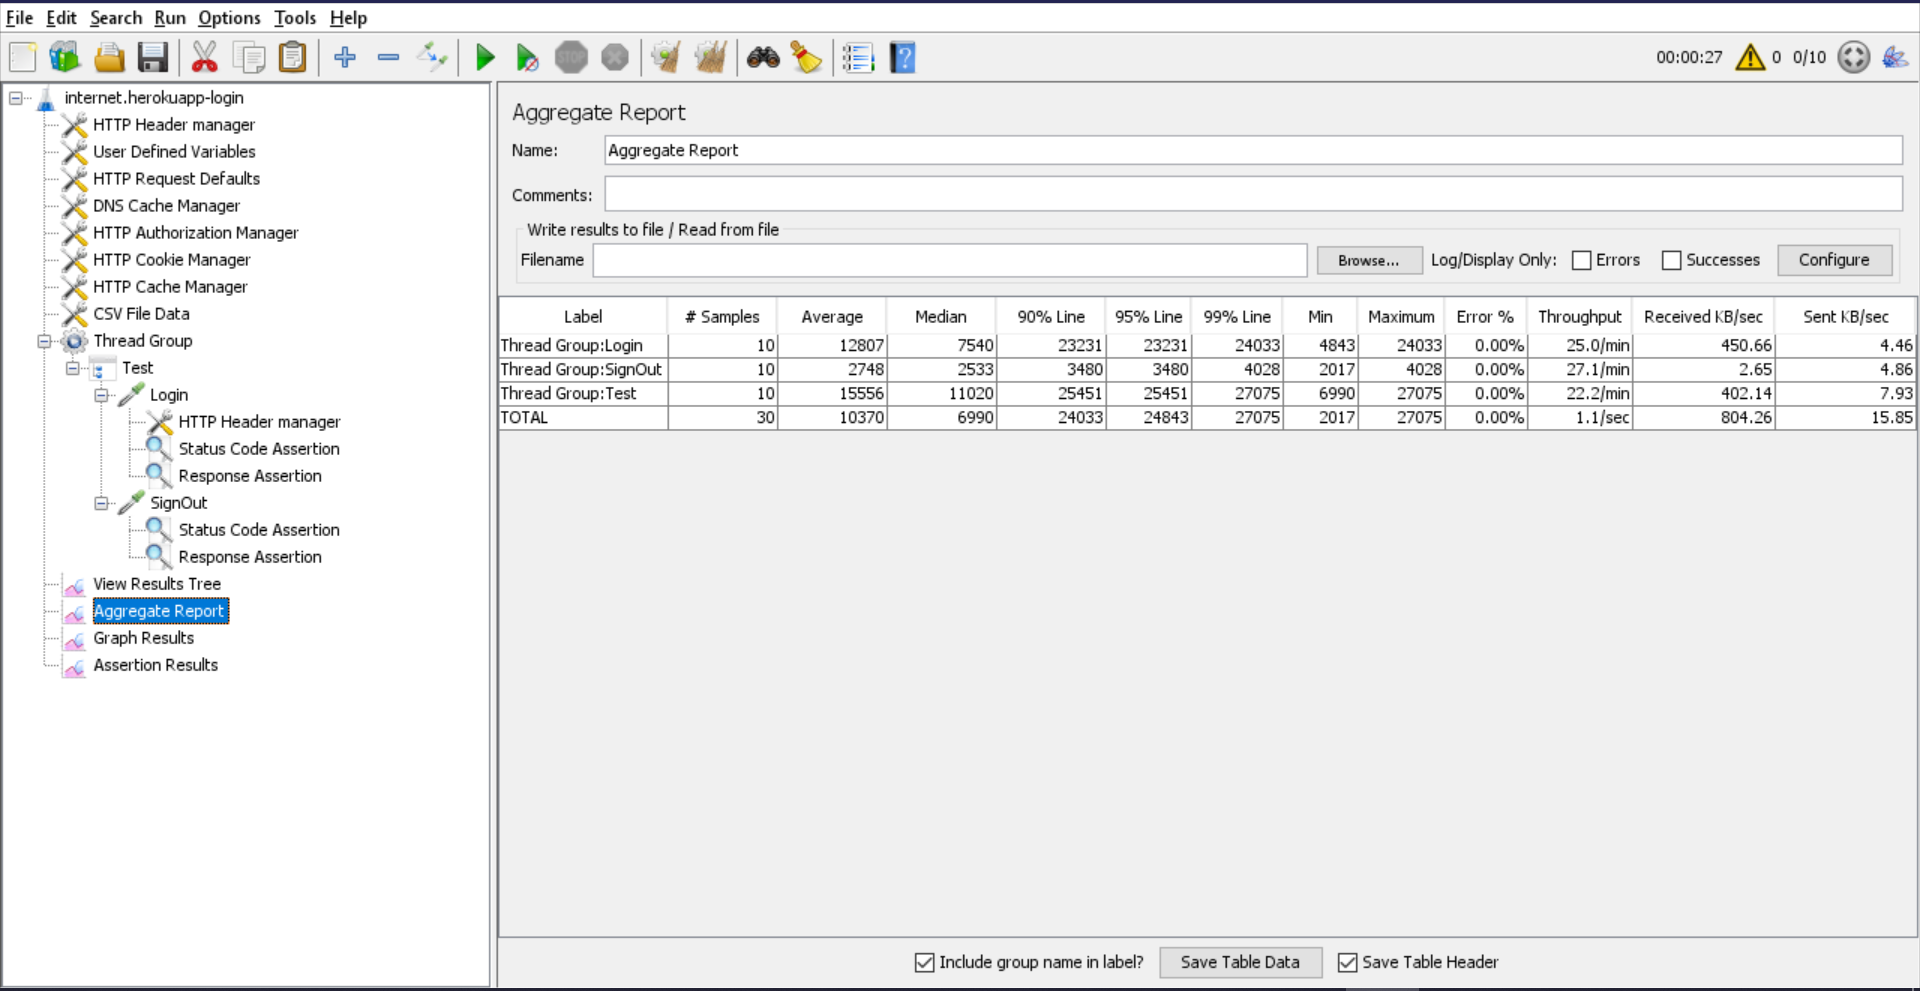 File Edit Search Run Options Tools Help
STOP ? 00:00:27 0 0/10
internet.herokuapp-login
HTTP Header manager
User Defined Variables
HTTP Request Defaults
DNS Cache Manager
HTTP Authorization Manager
HTTP Cookie Manager
HTTP Cache Manager
CSV File Data
Thread Group
Test
Login
HTTP Header manager
Status Code Assertion
Response Assertion
SignOut
Status Code Assertion
Response Assertion
View Results Tree
Aggregate Report
Graph Results
Assertion Results
Aggregate Report
Name: Aggregate Report
Comments:
Write results to file / Read from file
Filename Browse... Log/Display Only: Errors Successes Configure
Label # Samples Average Median 90% Line 95% Line 99% Line Min Maximum Error % Throughput Received KB/sec Sent KB/sec
Thread Group:Login 10 12807 7540 23231 23231 24033 4843 24033 0.00% 25.0/min 450.66 4.46
Thread Group:SignOut 10 2748 2533 3480 3480 4028 2017 4028 0.00% 27.1/min 2.65 4.86
Thread Group:Test 10 15556 11020 25451 25451 27075 6990 27075 0.00% 22.2/min 402.14 7.93
TOTAL 30 10370 6990 24033 24843 27075 2017 27075 0.00% 1.1/sec 804.26 15.85
Include group name in label? Save Table Data Save Table Header